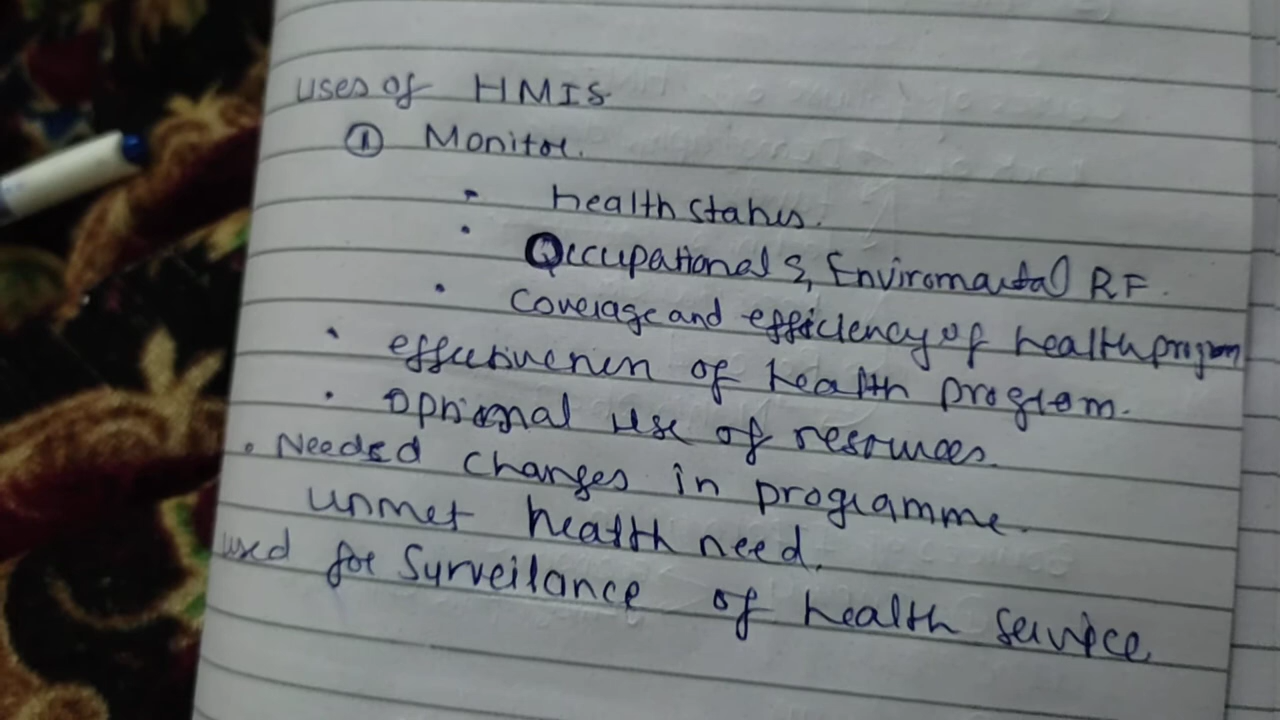 uses of HMIS
① Monitor.
• health status.
• Occupational & Enviromental RF.
• Coverage and efficiency of health program
• effectiveness of health program.
• Optional use of resources.
• Needed changes in programme.
unmet health need.
used for Surveilance of health service